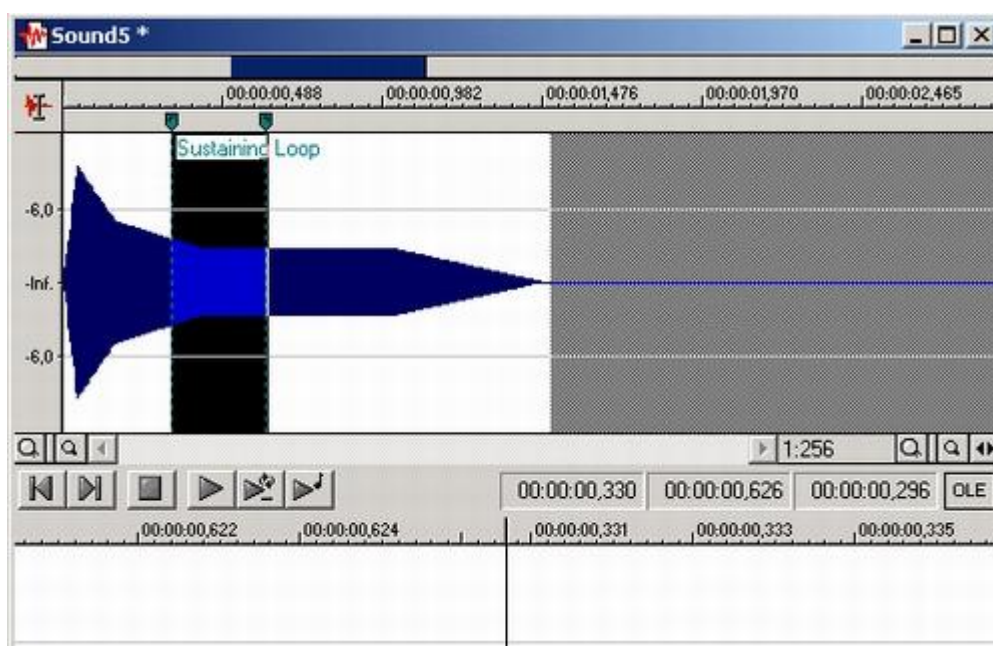 Sound5 *
00:00:00,488 00:00:00,982 00:00:01,476 00:00:01,970 00:00:02,465
Sustaining Loop
-6,0
-Inf.
-6,0
1:256
00:00:00,330 00:00:00,626 00:00:00,296 OLE
00:00:00,622 00:00:00,624 00:00:00,331 00:00:00,333 00:00:00,335